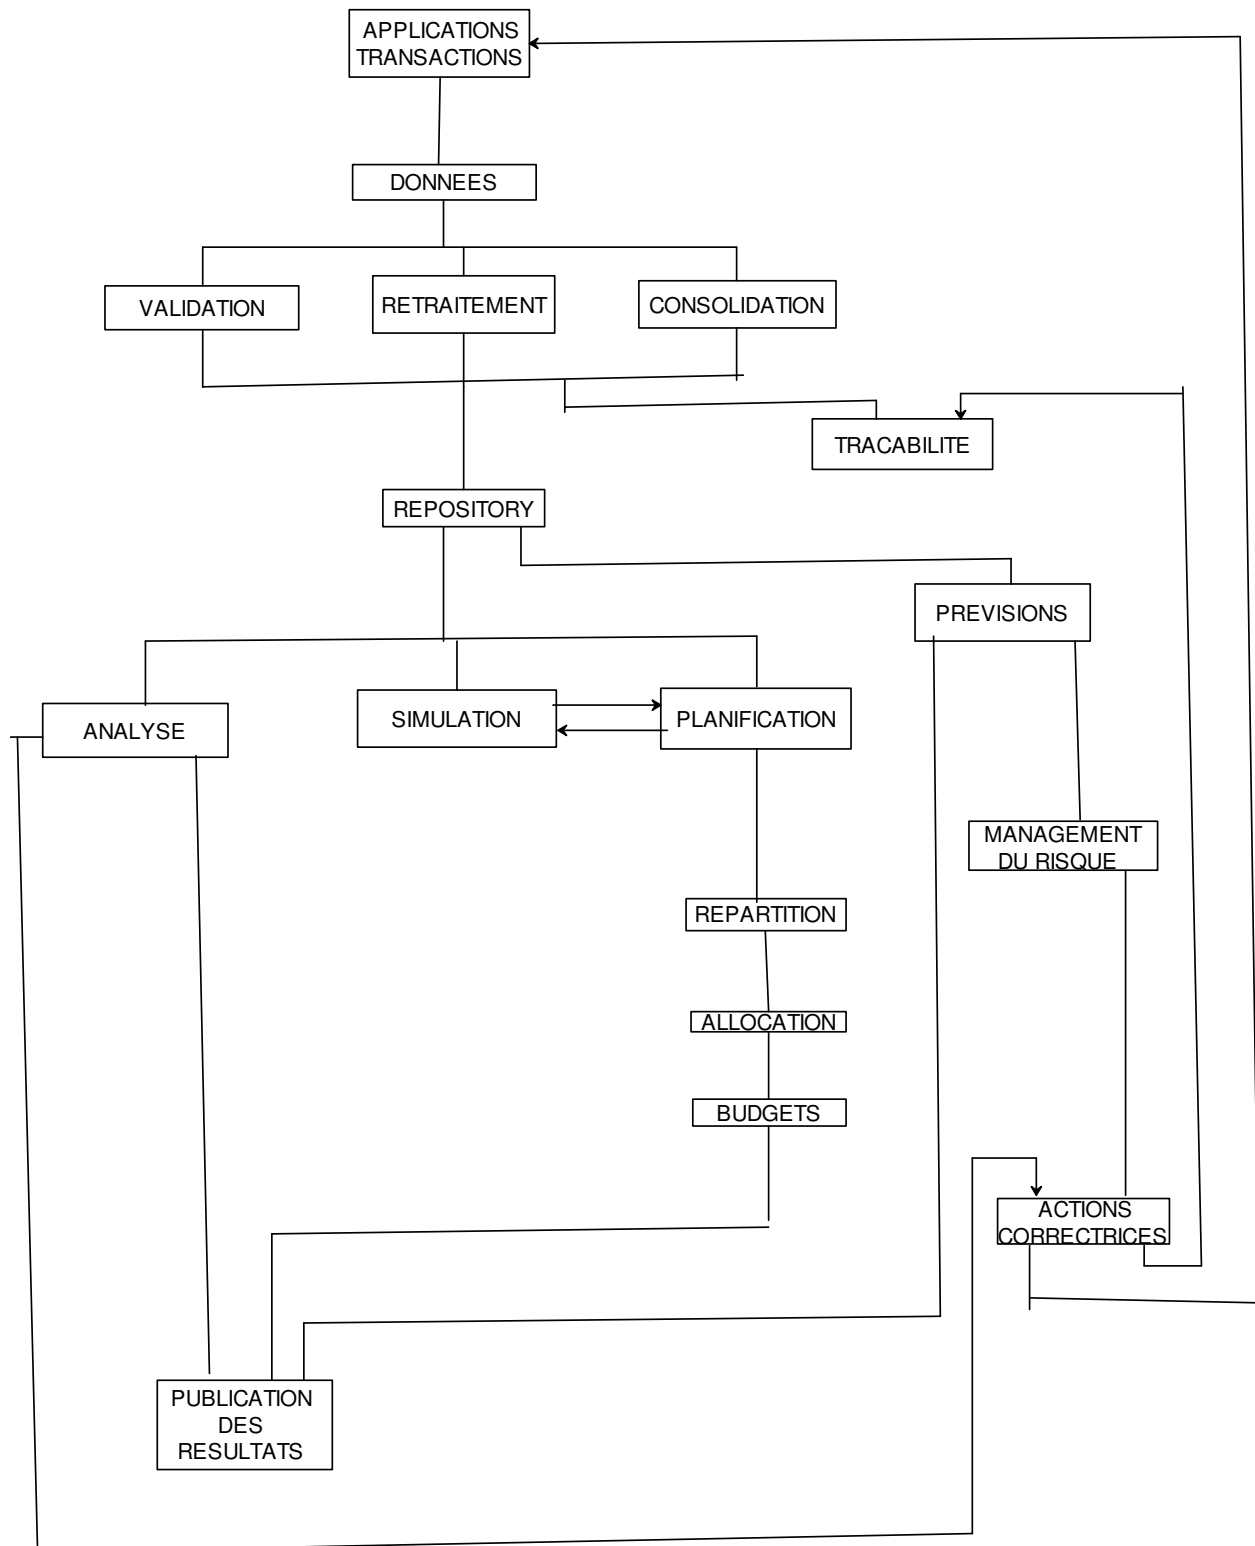 APPLICATIONS
TRANSACTIONS
DONNEES
VALIDATION
RETRAITEMENT
CONSOLIDATION
TRACABILITE
REPOSITORY
PREVISIONS
ANALYSE
SIMULATION
PLANIFICATION
MANAGEMENT
DU RISQUE
REPARTITION
ALLOCATION
BUDGETS
ACTIONS
CORRECTRICES
PUBLICATION
DES
RESULTATS